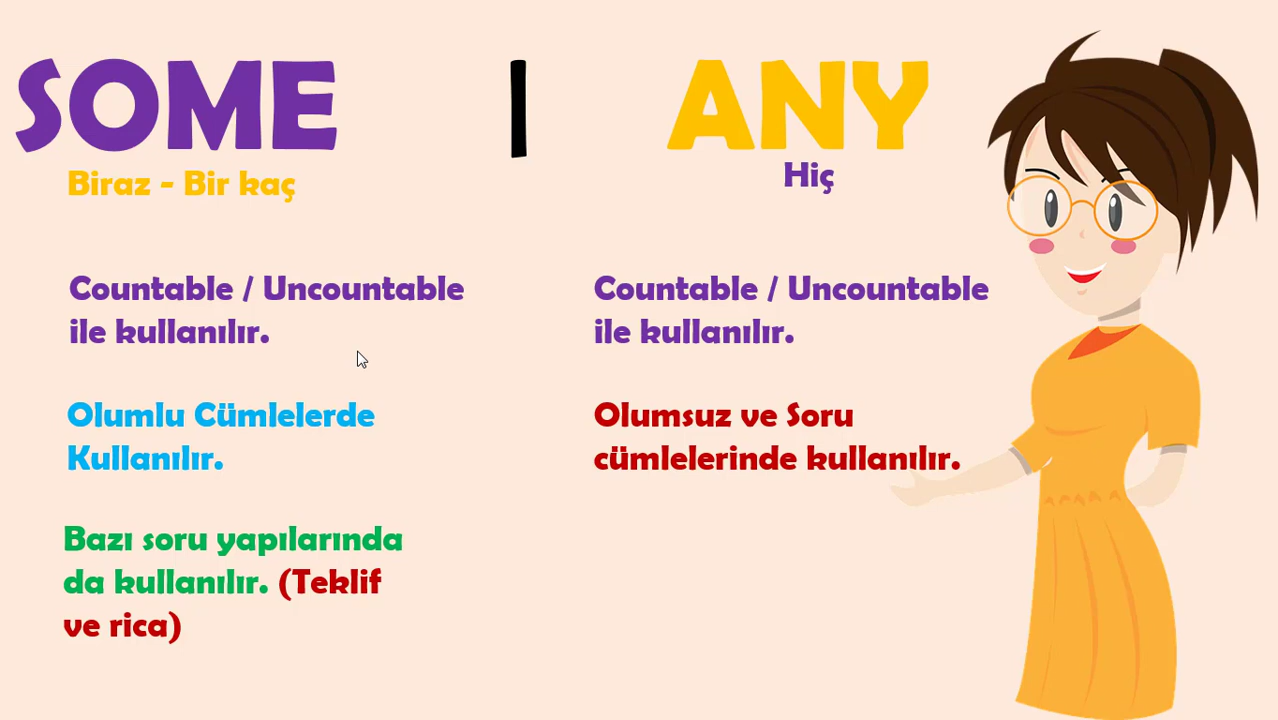 SOME | ANY
Biraz - Bir kaç
Hiç
Countable / Uncountable
ile kullanılır.
Olumlu Cümlelerde
Kullanılır.
Bazı soru yapılarında
da kullanılır. (Teklif
ve rica)
Countable / Uncountable
ile kullanılır.
Olumsuz ve Soru
cümlelerinde kullanılır.